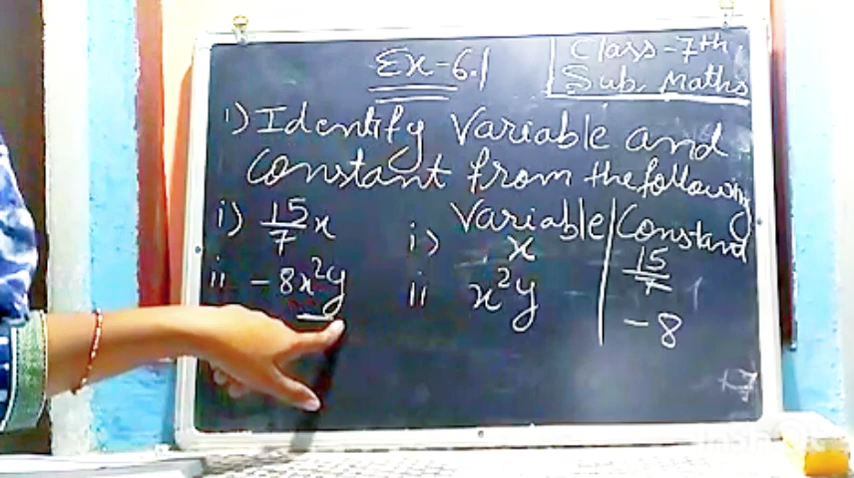 Ex-6.1
Class-7th
Sub. Maths
1) Identify Variable and
Constant from the following
Variable | Constant
i) 15/7 x i) x 15/7
ii -8x²y ii x²y -8